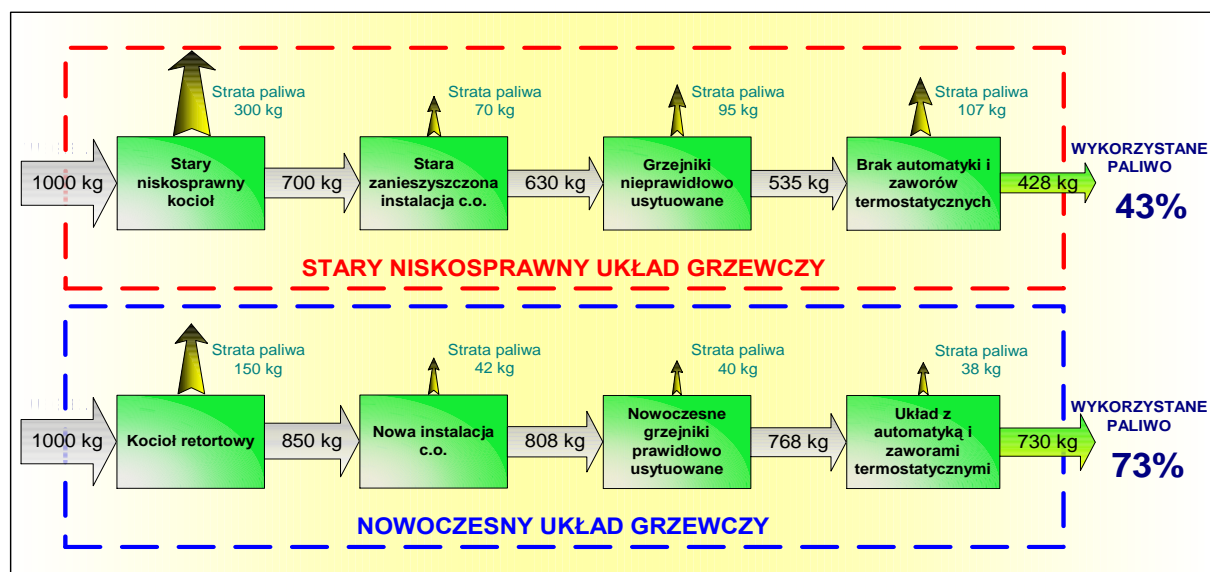 Strata paliwa
300 kg
Strata paliwa
70 kg
Strata paliwa
95 kg
Strata paliwa
107 kg
1000 kg
Stary
niskosprawny
kocioł
700 kg
Stara
zanieszyszczona
instalacja c.o.
630 kg
Grzejniki
nieprawidłowo
usytuowane
535 kg
Brak automatyki i
zaworów
termostatycznych
428 kg
WYKORZYSTANE
PALIWO
43%
STARY NISKOSPRAWNY UKŁAD GRZEWCZY
Strata paliwa
150 kg
Strata paliwa
42 kg
Strata paliwa
40 kg
Strata paliwa
38 kg
1000 kg
Kocioł retortowy
850 kg
Nowa instalacja
c.o.
808 kg
Nowoczesne
grzejniki
prawidłowo
usytuowane
768 kg
Układ z
automatyką i
zaworami
termostatycznymi
730 kg
WYKORZYSTANE
PALIWO
73%
NOWOCZESNY UKŁAD GRZEWCZY